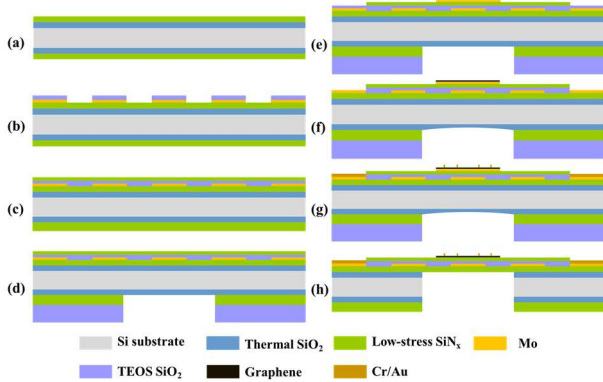 (a)
(b)
(c)
(d)
(e)
(f)
(g)
(h)
Si substrate
Thermal SiO₂
Low-stress SiNₓ
Mo
TEOS SiO₂
Graphene
Cr/Au